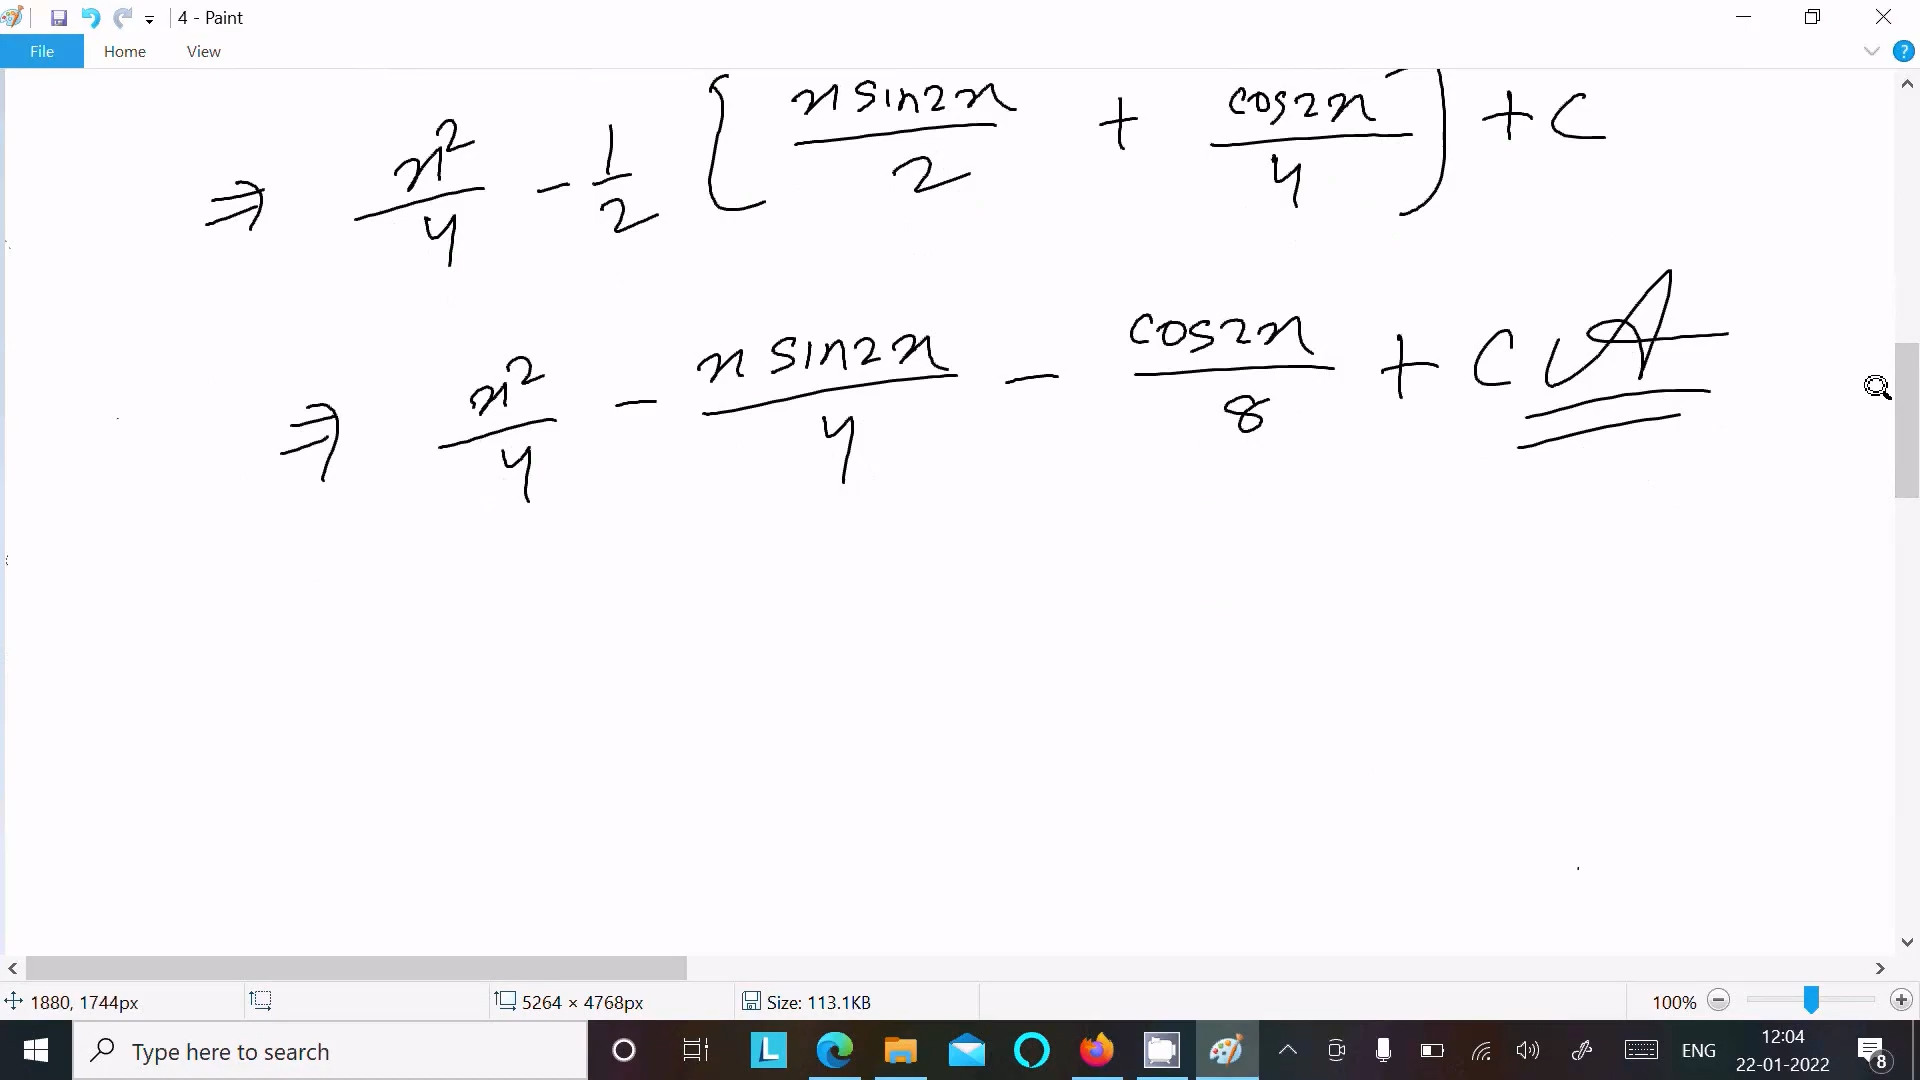 4 - Paint
File Home View
⇒ x²/4 - 1/2 [ x sin2x/2 + cos2x/4 ] + C
⇒ x²/4 - x sin2x/4 - cos2x/8 + C
1880, 1744px 5264 × 4768px Size: 113.1KB 100%
Type here to search L ENG 12:04
22-01-2022 8